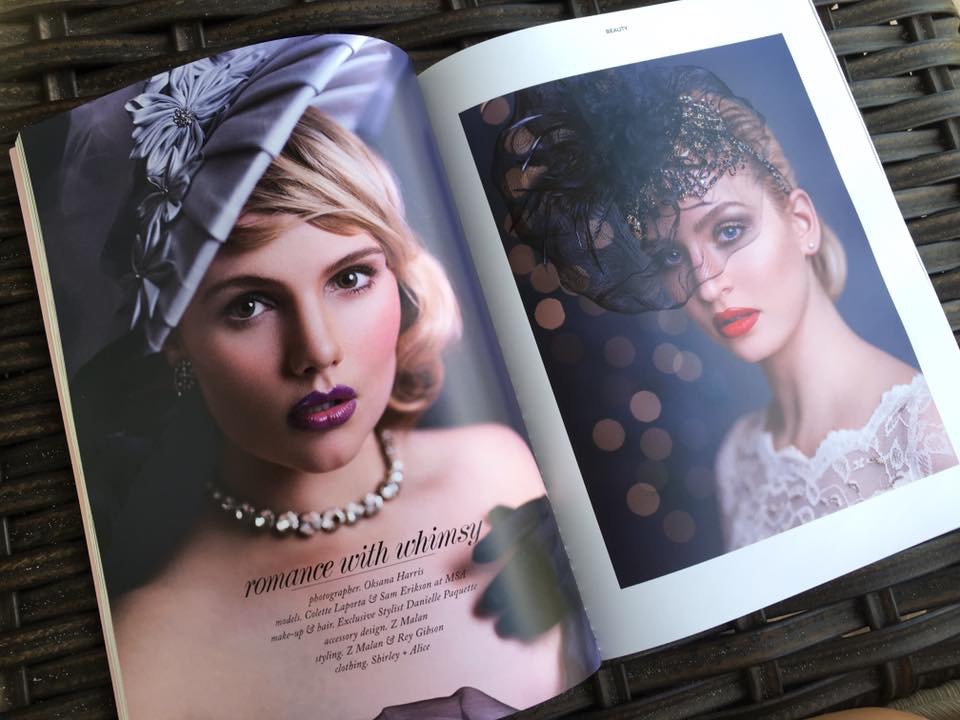 romance with whimsy
photographer. Oksana Harris
models. Colette Laporta & Sam Erikson at MSA
make-up & hair. Exclusive Stylist Danielle Paquette
accessory design. Z Malan
styling. Z Malan & Rey Gibson
clothing. Shirley + Alice
BEAUTY